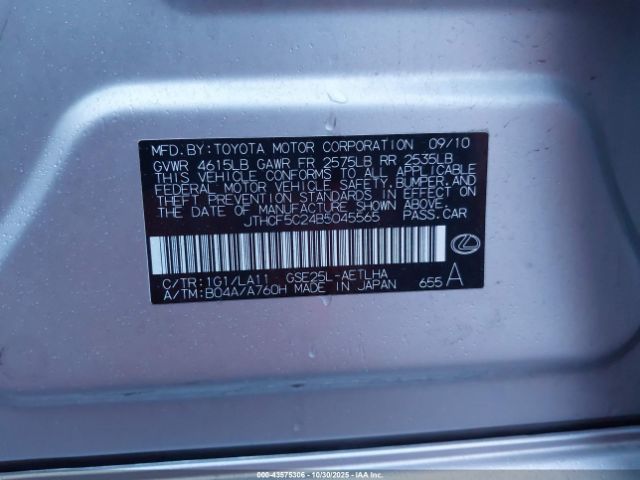 MFD. BY: TOYOTA MOTOR CORPORATION 09/10
GVWR 4615LB GAWR FR 2575LB RR 2535LB
THIS VEHICLE CONFORMS TO ALL APPLICABLE
FEDERAL MOTOR VEHICLE SAFETY, BUMPER, AND
THEFT PREVENTION STANDARDS IN EFFECT ON
THE DATE OF MANUFACTURE SHOWN ABOVE.
JTHCF5C24B5045565 PASS. CAR
C/TR: 1G1/LA11 GSE25L-AETLHA
A/TM: B04A/A760H MADE IN JAPAN 655 A
000-43575306 - 10/30/2025 - IAAI, Inc.